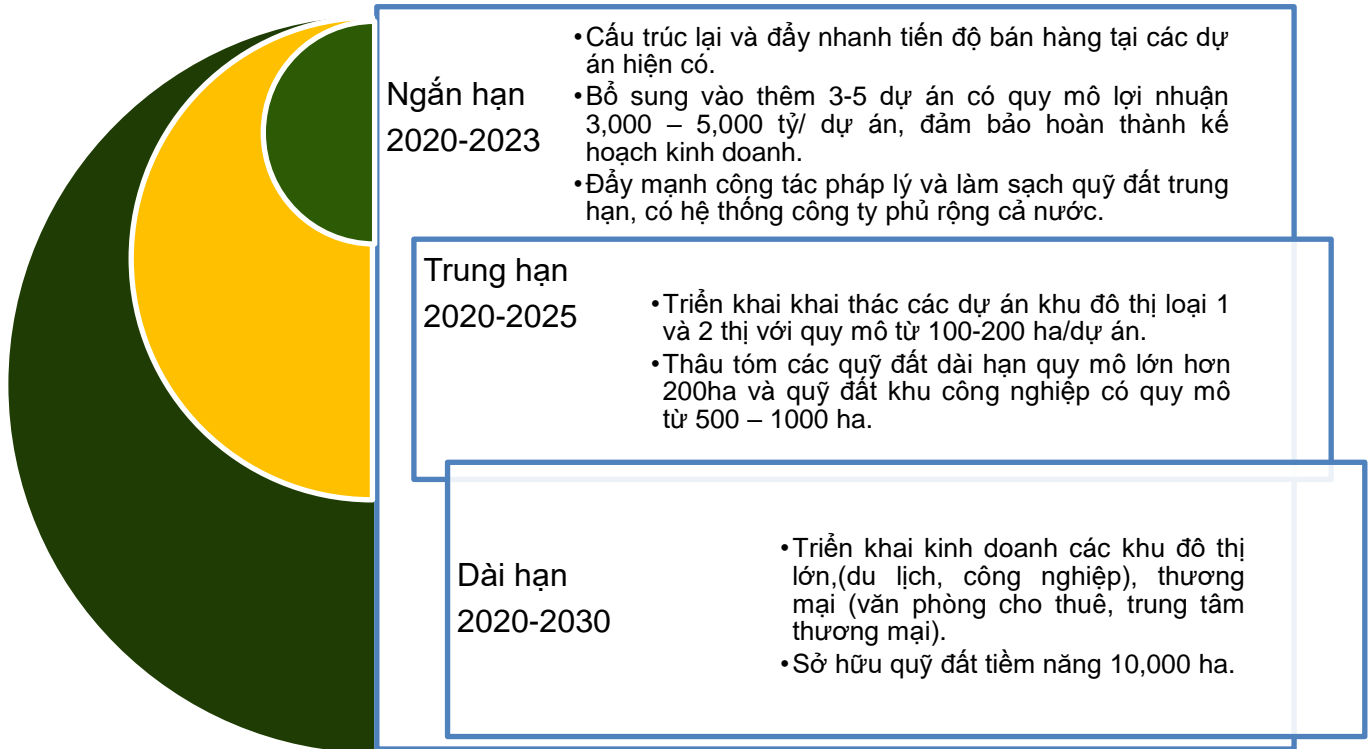 Ngắn hạn
2020-2023
•Cấu trúc lại và đẩy nhanh tiến độ bán hàng tại các dự
án hiện có.
•Bổ sung vào thêm 3-5 dự án có quy mô lợi nhuận
3,000 – 5,000 tỷ/ dự án, đảm bảo hoàn thành kế
hoạch kinh doanh.
•Đẩy mạnh công tác pháp lý và làm sạch quỹ đất trung
hạn, có hệ thống công ty phủ rộng cả nước.
Trung hạn
2020-2025
•Triển khai khai thác các dự án khu đô thị loại 1
và 2 thị với quy mô từ 100-200 ha/dự án.
•Thâu tóm các quỹ đất dài hạn quy mô lớn hơn
200ha và quỹ đất khu công nghiệp có quy mô
từ 500 – 1000 ha.
Dài hạn
2020-2030
•Triển khai kinh doanh các khu đô thị
lớn,(du lịch, công nghiệp), thương
mại (văn phòng cho thuê, trung tâm
thương mại).
•Sở hữu quỹ đất tiềm năng 10,000 ha.